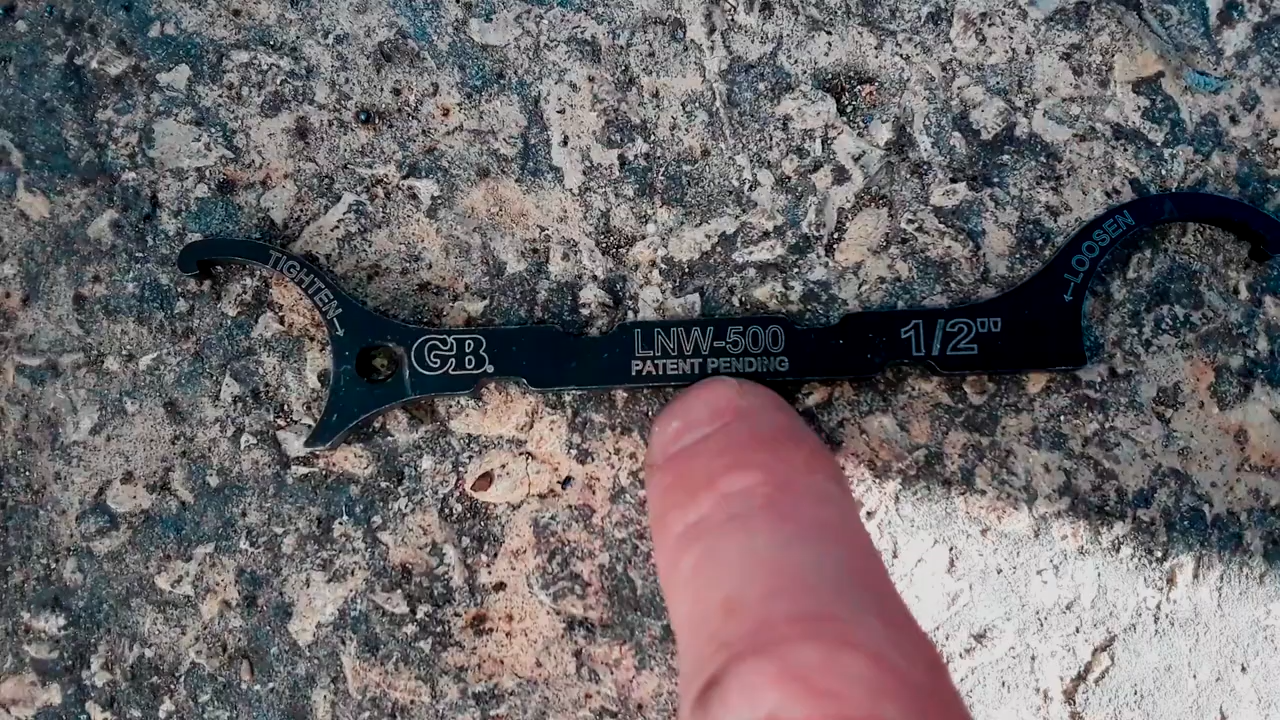 TIGHTEN→
GB.
LNW-500
PATENT PENDING
1/2"
←LOOSEN